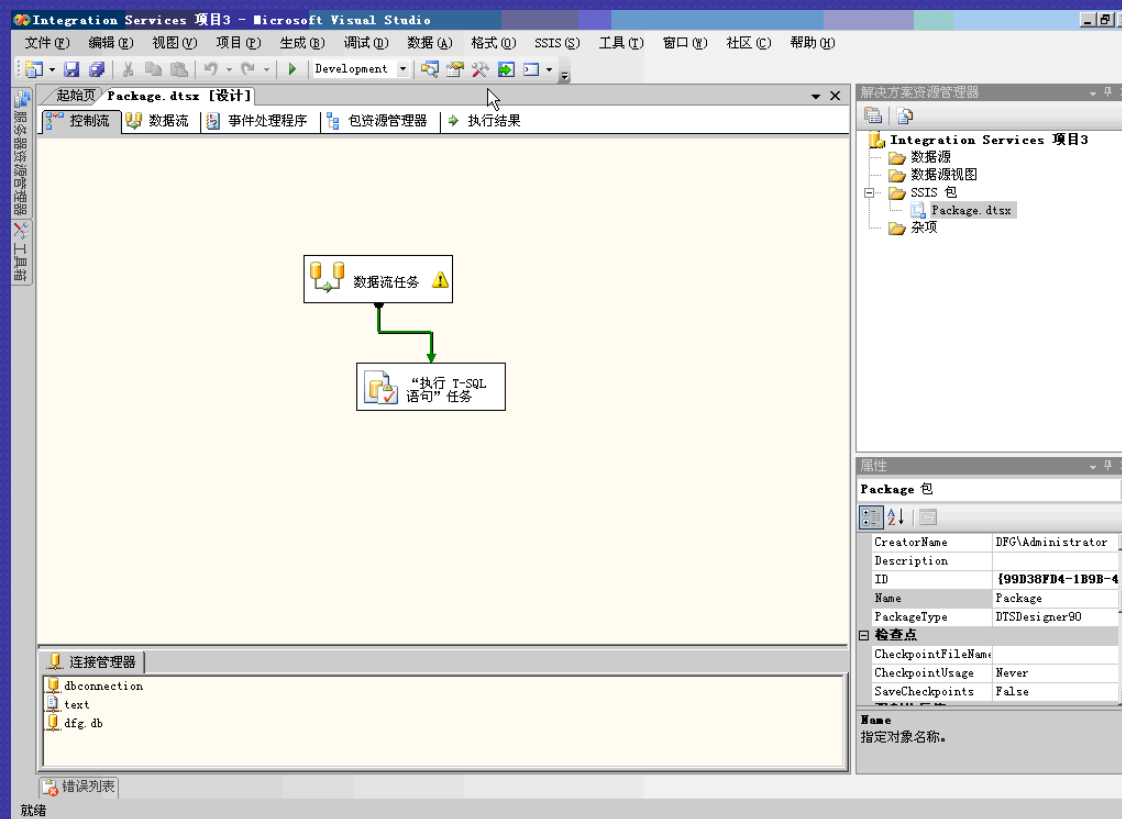 Integration Services 项目3 - Microsoft Visual Studio
文件(F) 编辑(E) 视图(V) 项目(P) 生成(B) 调试(D) 数据(A) 格式(O) SSIS(S) 工具(T) 窗口(W) 社区(C) 帮助(H)
Development
起始页 Package.dtsx [设计]
控制流 数据流 事件处理程序 包资源管理器 执行结果
服务器资源管理器
工具箱
数据流任务
“执行 T-SQL
语句”任务
连接管理器
dbconnection
text
dfg.db
错误列表
就绪
解决方案资源管理器
Integration Services 项目3
数据源
数据源视图
SSIS 包
Package.dtsx
杂项
属性
Package 包
CreatorName DFG\Administrator
Description
ID {99D38FD4-1B9B-4
Name Package
PackageType DTSDesigner90
检查点
CheckpointFileName
CheckpointUsage Never
SaveCheckpoints False
Name
指定对象名称。